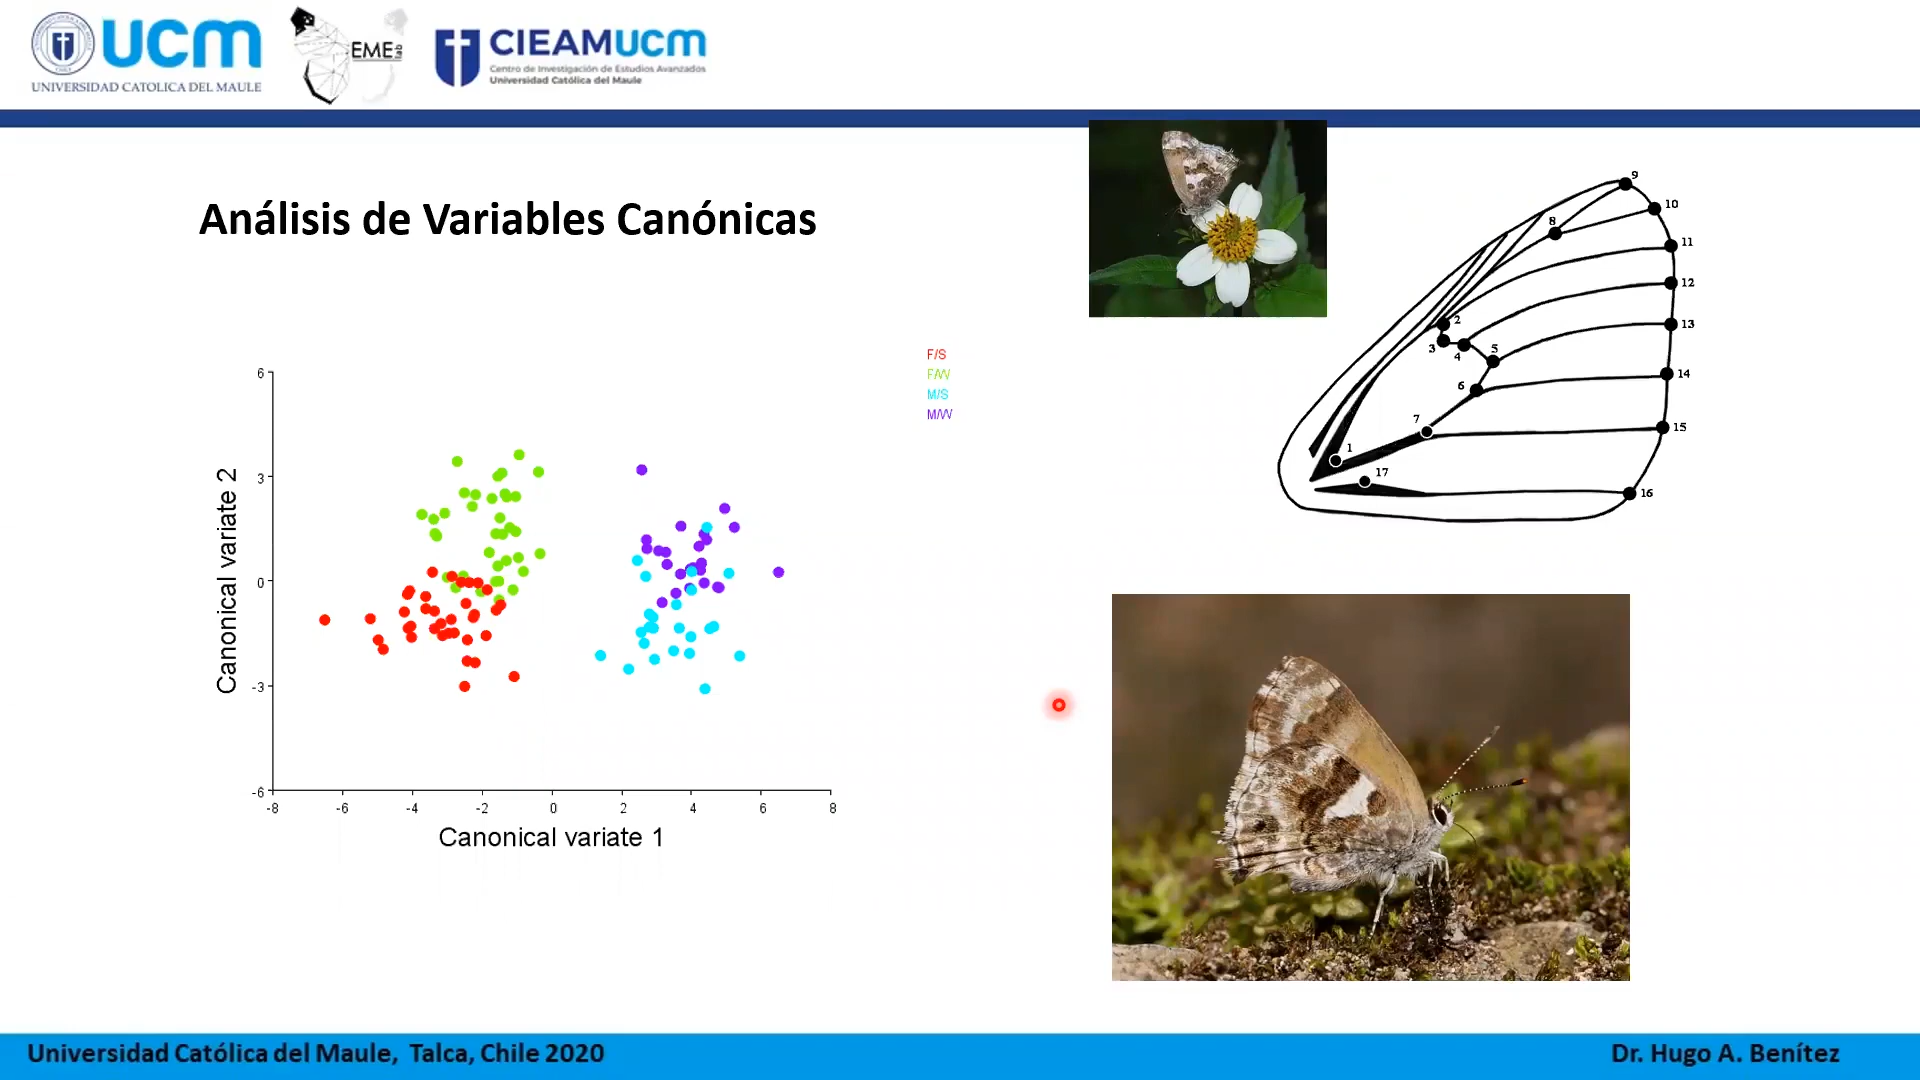 ucm
UNIVERSIDAD CATOLICA DEL MAULE
EME lab
CIEAMucm
Centro de Investigación de Estudios Avanzados
Universidad Católica del Maule
Análisis de Variables Canónicas
F/S
F/W
M/S
M/W
6
3
0
-3
-6
-8
-6
-4
-2
0
2
4
6
8
Canonical variate 2
Canonical variate 1
1
2
3
4
5
6
7
8
9
10
11
12
13
14
15
16
17
Universidad Católica del Maule, Talca, Chile 2020
Dr. Hugo A. Benítez